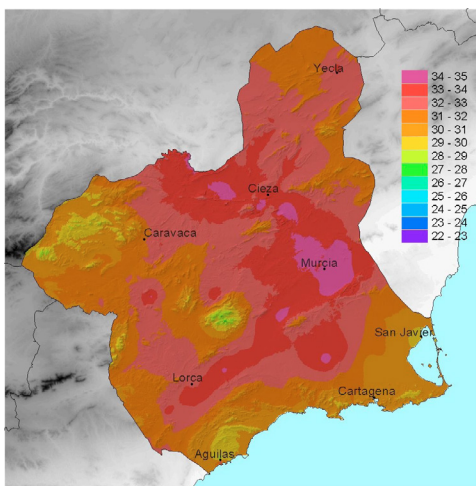 Yecla
34 - 35
33 - 34
32 - 33
31 - 32
30 - 31
29 - 30
28 - 29
27 - 28
26 - 27
25 - 26
24 - 25
23 - 24
22 - 23
Cieza
Caravaca
Murcia
San Javier
Lorca
Cartagena
Aguilas